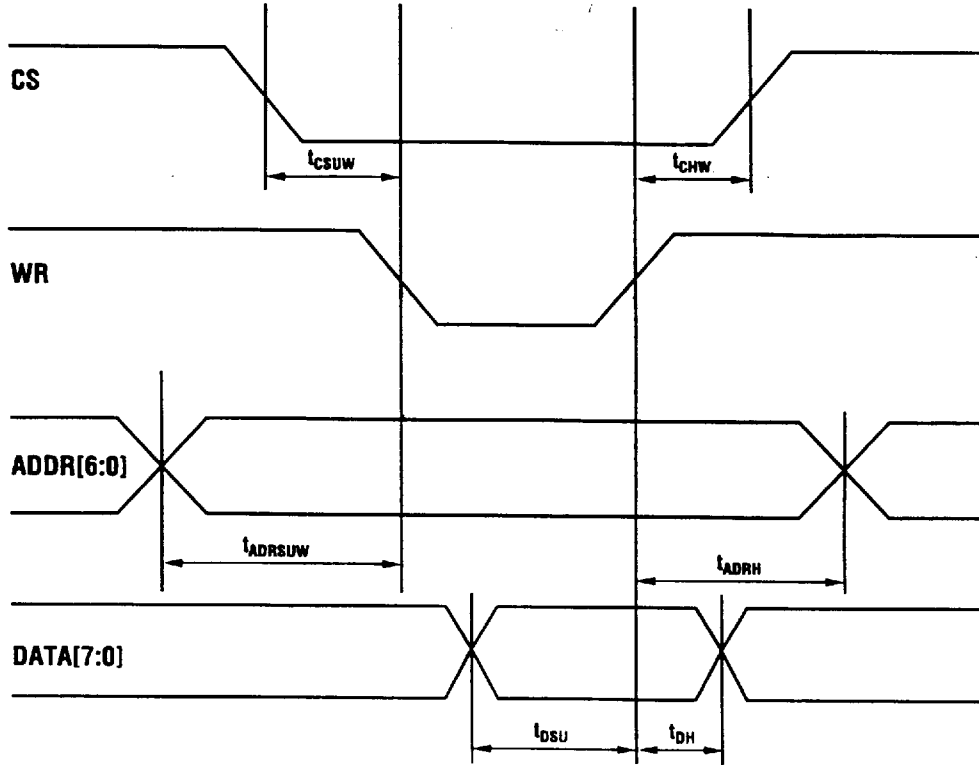 CS
tCSUW
tCHW
WR
ADDR[6:0]
tADRSUW
tADRH
DATA[7:0]
tDSU
tDH